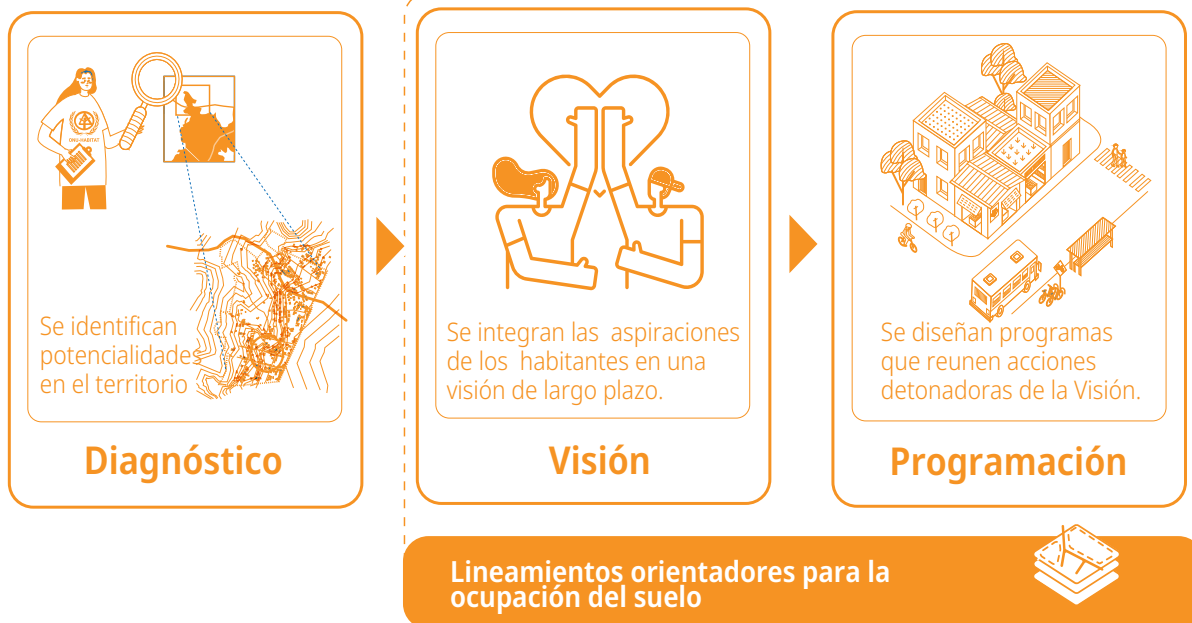 ONU-HABITAT
Se identifican
potencialidades
en el territorio
Diagnóstico
Se integran las aspiraciones
de los habitantes en una
visión de largo plazo.
Visión
Se diseñan programas
que reunen acciones
detonadoras de la Visión.
Programación
Lineamientos orientadores para la
ocupación del suelo